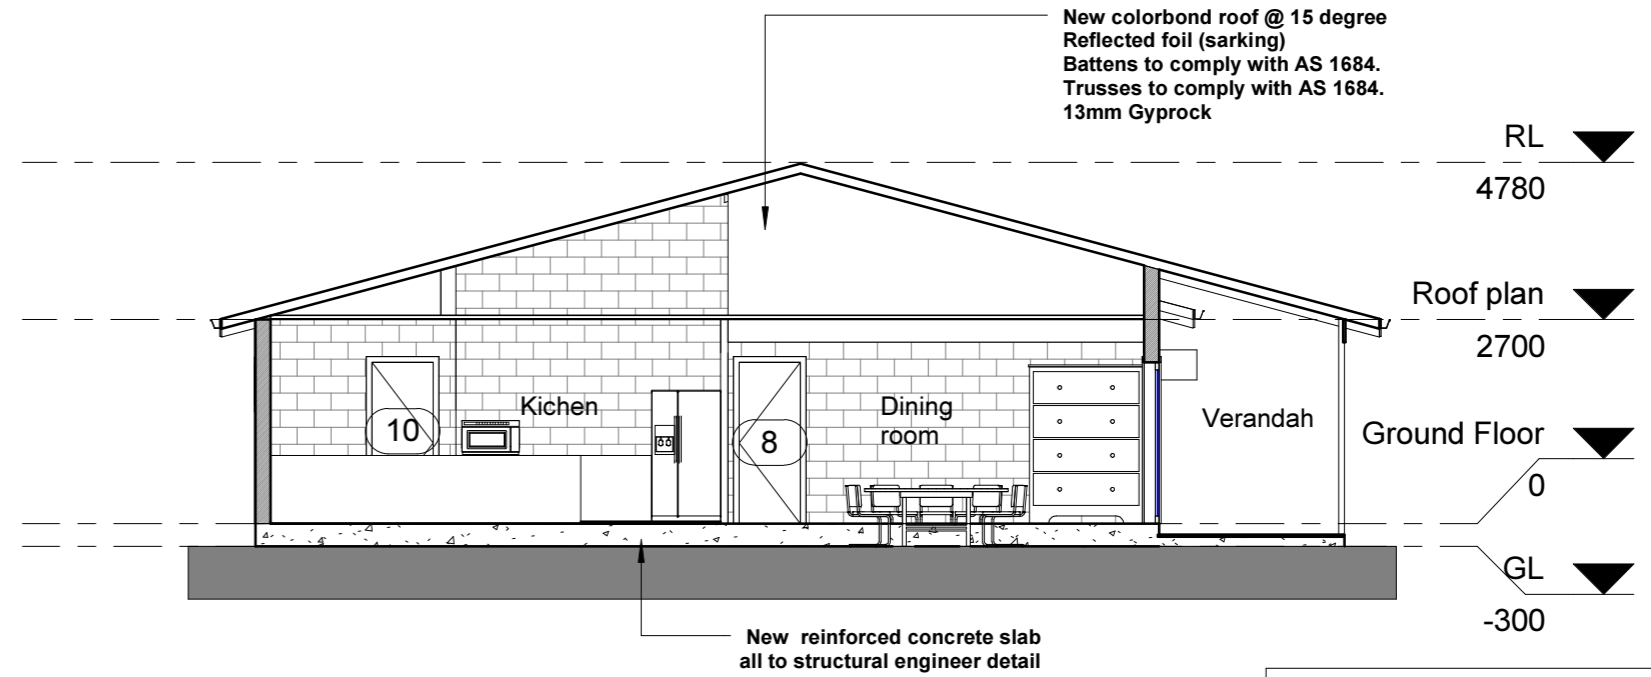 New colorbond roof @ 15 degree
Reflected foil (sarking)
Battens to comply with AS 1684.
Trusses to comply with AS 1684.
13mm Gyprock
RL
4780
Roof plan
2700
Kichen
Dining
room
10
8
Verandah
Ground Floor
0
GL
-300
New reinforced concrete slab
all to structural engineer detail